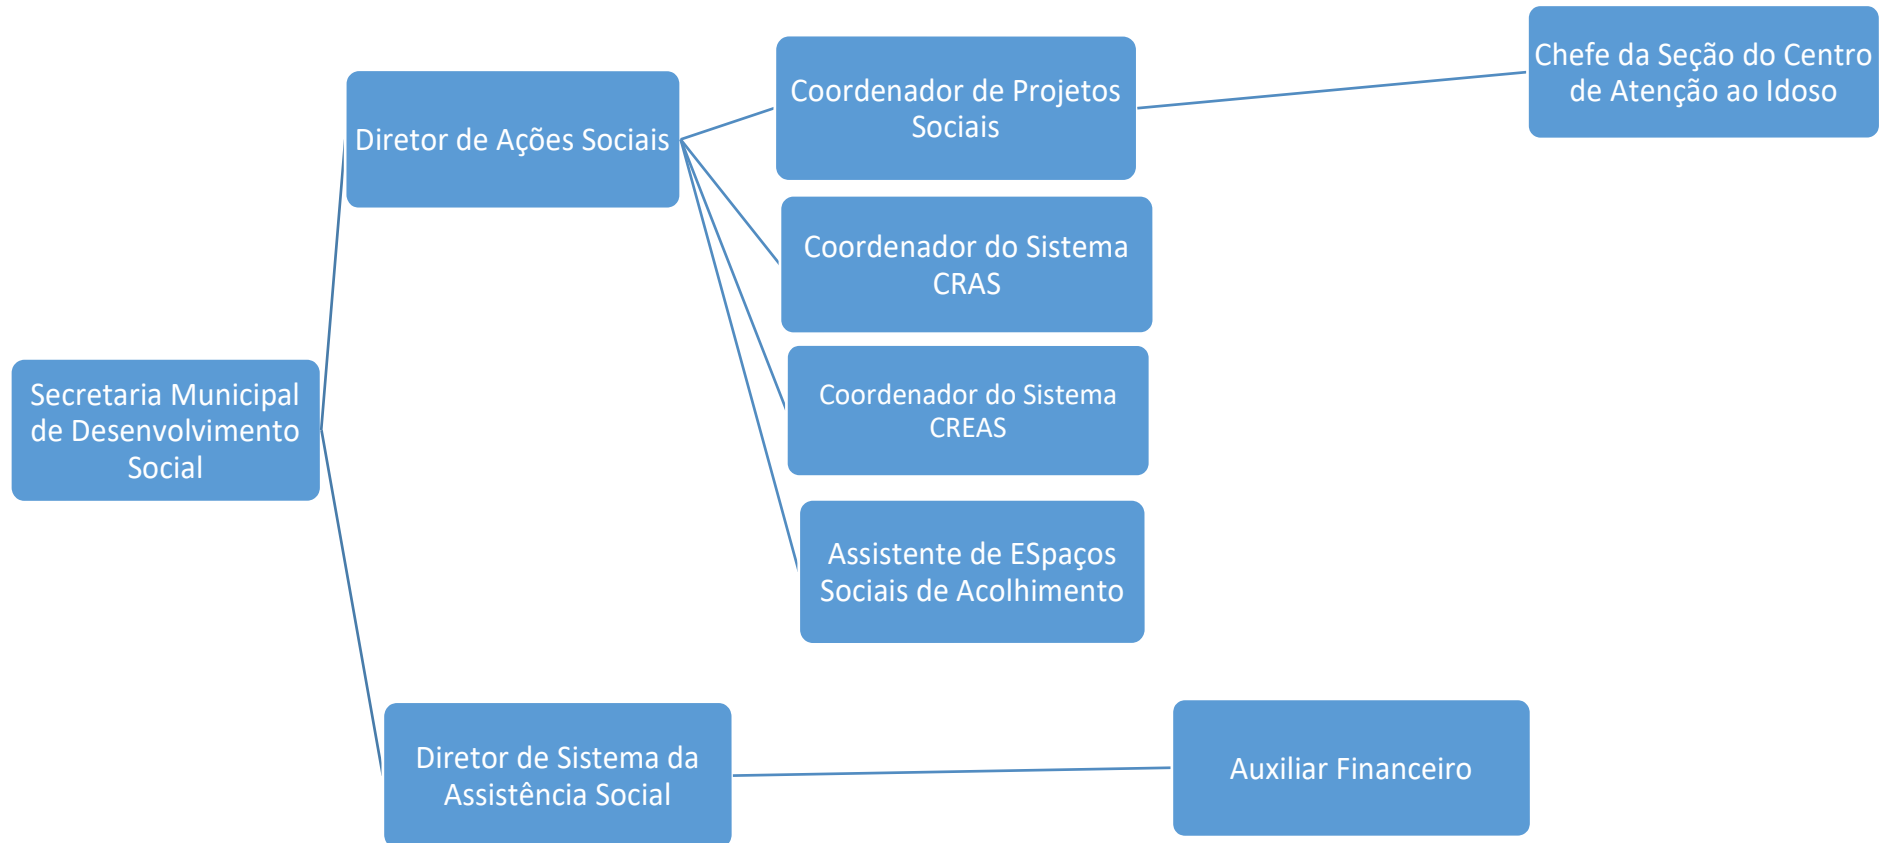 Chefe da Seção do Centro
de Atenção ao Idoso
Coordenador de Projetos
Sociais
Diretor de Ações Sociais
Coordenador do Sistema
CRAS
Coordenador do Sistema
CREAS
Secretaria Municipal
de Desenvolvimento
Social
Assistente de ESpaços
Sociais de Acolhimento
Diretor de Sistema da
Assistência Social
Auxiliar Financeiro